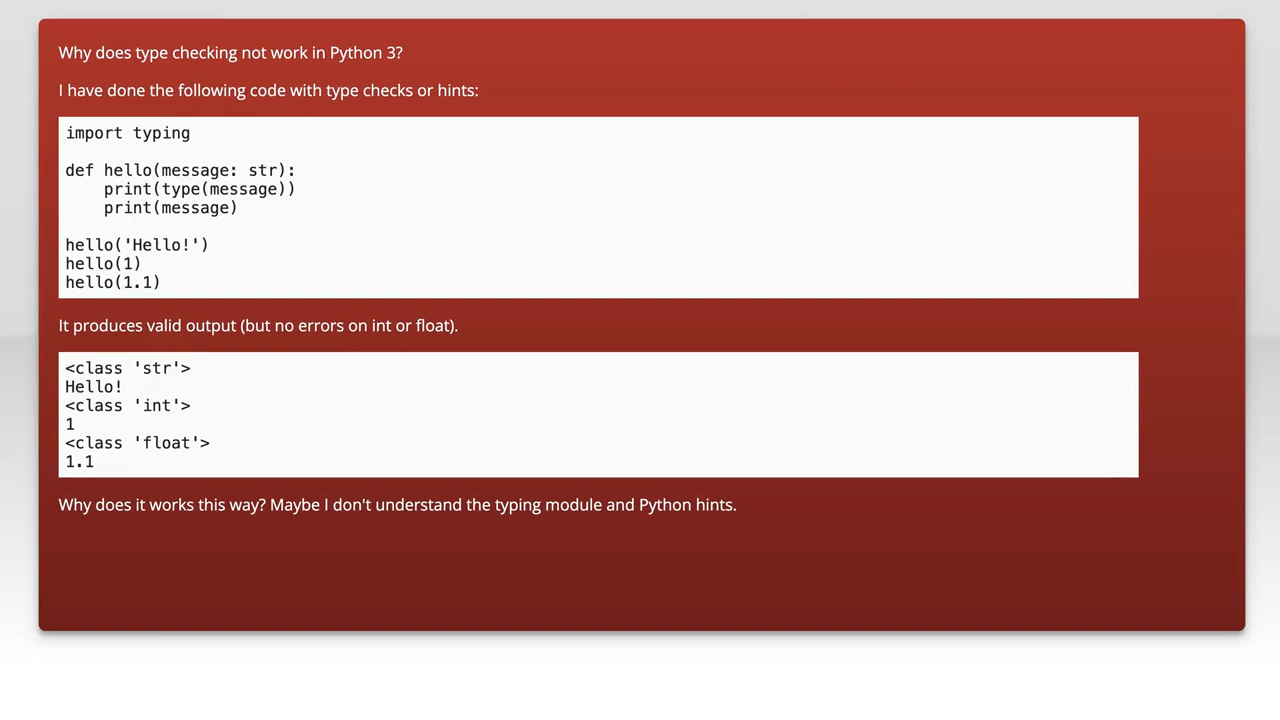 Why does type checking not work in Python 3?
I have done the following code with type checks or hints:
import typing
def hello(message: str):
    print(type(message))
    print(message)
hello('Hello!')
hello(1)
hello(1.1)
It produces valid output (but no errors on int or float).
<class 'str'>
Hello!
<class 'int'>
1
<class 'float'>
1.1
Why does it works this way? Maybe I don't understand the typing module and Python hints.